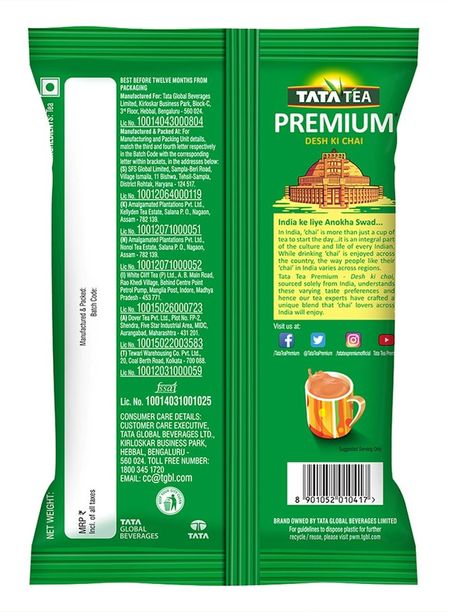 INGREDIENTS: Tea
NET WEIGHT:
Manufactured & Packed:
Batch Code:
MRP ₹
Incl. of all taxes
BEST BEFORE TWELVE MONTHS FROM
PACKAGING
Manufactured For: Tata Global Beverages
Limited, Kirloskar Business Park, Block-C,
3rd Floor, Hebbal, Bengaluru - 560 024.
Lic No. 10014043000804
Manufactured & Packed At: For
Manufacturing and Packing Unit details,
match the third and fourth letter respectively
in the Batch Code with the corresponding
letter within brackets, in the addresses below:
(S) SFS Global Limited, Sampla-Beri Road,
Village Ismaila, 11 Bishwa, Tehsil-Sampla,
District Rohtak, Haryana - 124 517.
Lic No. 10012064000119
(K) Amalgamated Plantations Pvt. Ltd.,
Kellyden Tea Estate, Salana P. O., Nagaon,
Assam - 782 139.
Lic No. 10012071000051
(N) Amalgamated Plantations Pvt. Ltd.,
Nonoi Tea Estate, Salana P. O., Nagaon,
Assam - 782 139.
Lic No. 10012071000052
(I) White Cliff Tea (P) Ltd., A. B. Main Road,
Rao Khedi Village, Behind Centre Point
Petrol Pump, Manglia Post, Indore, Madhya
Pradesh - 453 771.
Lic No. 10015026000723
(A) Dover Tea Pvt. Ltd., Plot No. FP-2,
Shendra, Five Star Industrial Area, MIDC,
Aurangabad, Maharashtra - 431 201.
Lic No. 10015022003583
(T) Tewari Warehousing Co. Pvt. Ltd.,
20, Coal Berth Road, Kolkata - 700 088.
Lic No. 10012031000059
fssai
Lic. No. 10014031001025
CONSUMER CARE DETAILS:
CUSTOMER CARE EXECUTIVE,
TATA GLOBAL BEVERAGES LTD.,
KIRLOSKAR BUSINESS PARK,
HEBBAL, BENGALURU -
560 024. TOLL FREE NUMBER:
1800 345 1720
EMAIL: cc@tgbl.com
TATA
GLOBAL
BEVERAGES
TATA
TATA TEA
PREMIUM
DESH KI CHAI
India ke liye Anokha Swad...
In India, 'chai' is more than just a cup of
tea to start the day...it is an integral part
of the culture and life of every Indian.
While drinking 'chai' is enjoyed across
the country, the way people like their
'chai' in India varies across regions.
Tata Tea Premium - Desh ki chai,
sourced solely from India, understands
these varying taste preferences and
hence our tea experts have crafted a
unique blend that 'chai' lovers across
India will enjoy.
Visit us at:
/TataTeaPremium @TataTeaPremium /tatateapremiumofficial Tata Tea Premi
Suggested Serving Only
8 901052 010417 >
BRAND OWNED BY TATA GLOBAL BEVERAGES LIMITED
For guidelines to dispose plastic for further
recycle / reuse, please visit pwm.tgbl.com